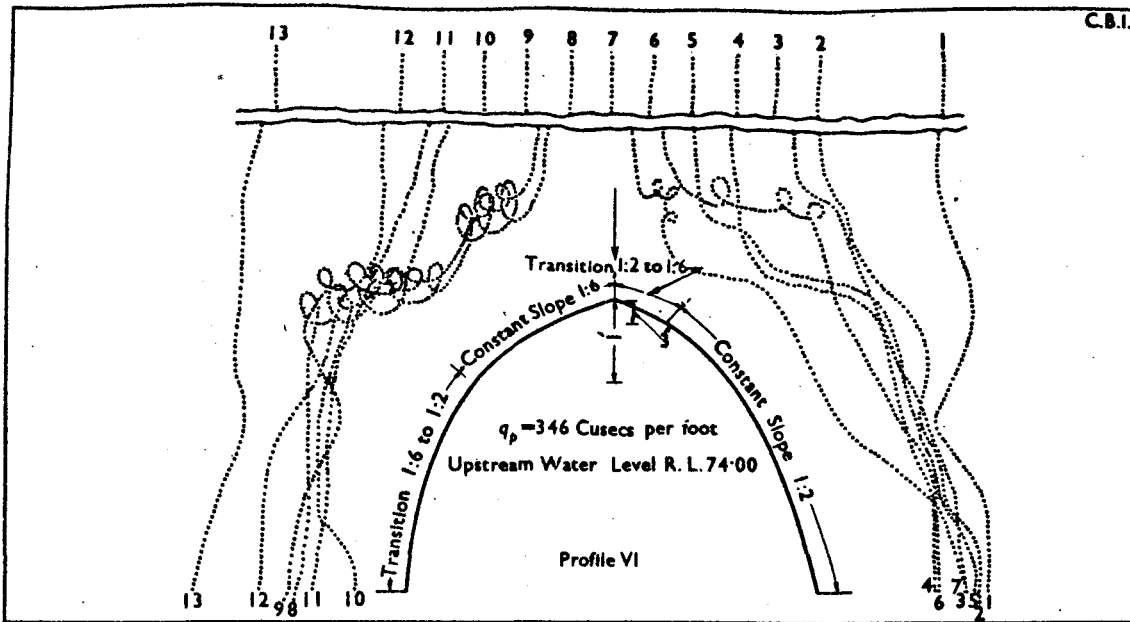 C.B.I.
13 12 11 10 9 8 7 6 5 4 3 2 1
Transition 1:2 to 1:6
Constant Slope 1:6
Constant Slope 1:2
Transition 1:6 to 1:2
qp = 346 Cusecs per foot
Upstream Water Level R. L. 74·00
Profile VI
13 12 9 8 11 10 4 6 7 3 5 2 1